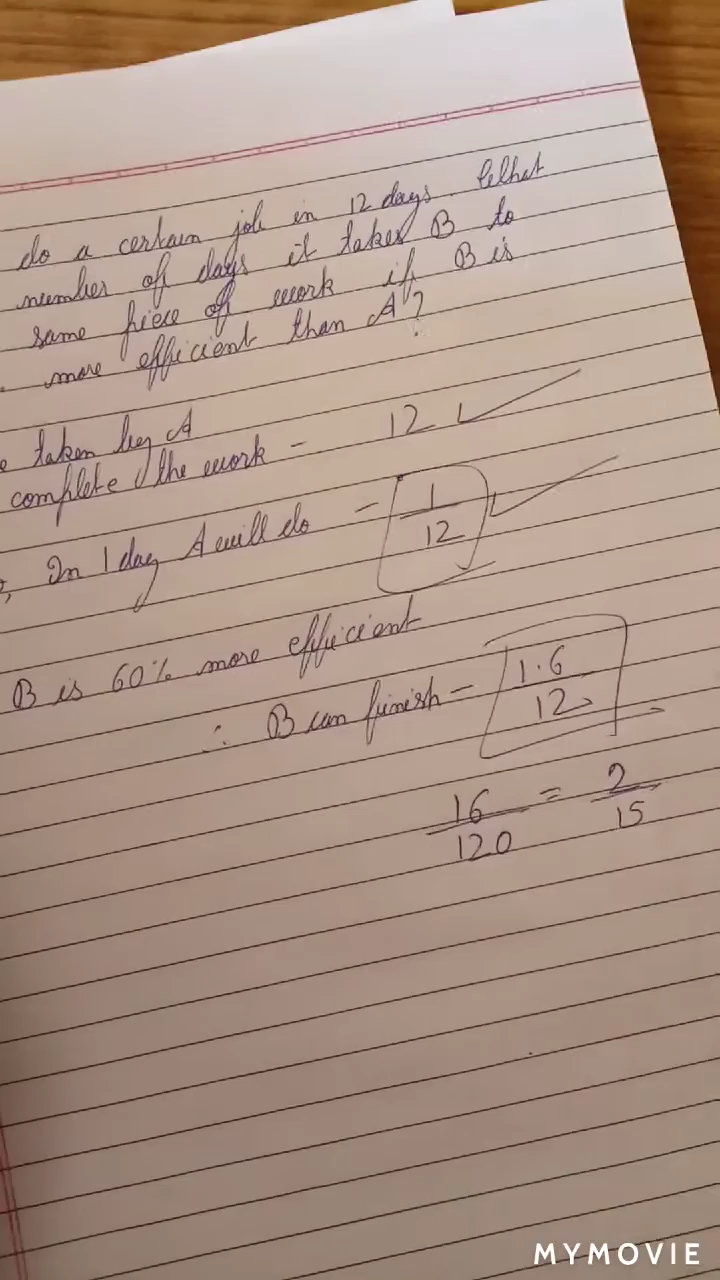 do a certain job in 12 days. What
number of days it takes B to
same piece of work if B is
more efficient than A?
taken by A
complete the work - 12
In 1 day A will do - 1/12
B is 60% more efficient
∴ B can finish - 1.6/12
16/120 = 2/15
MYMOVIE